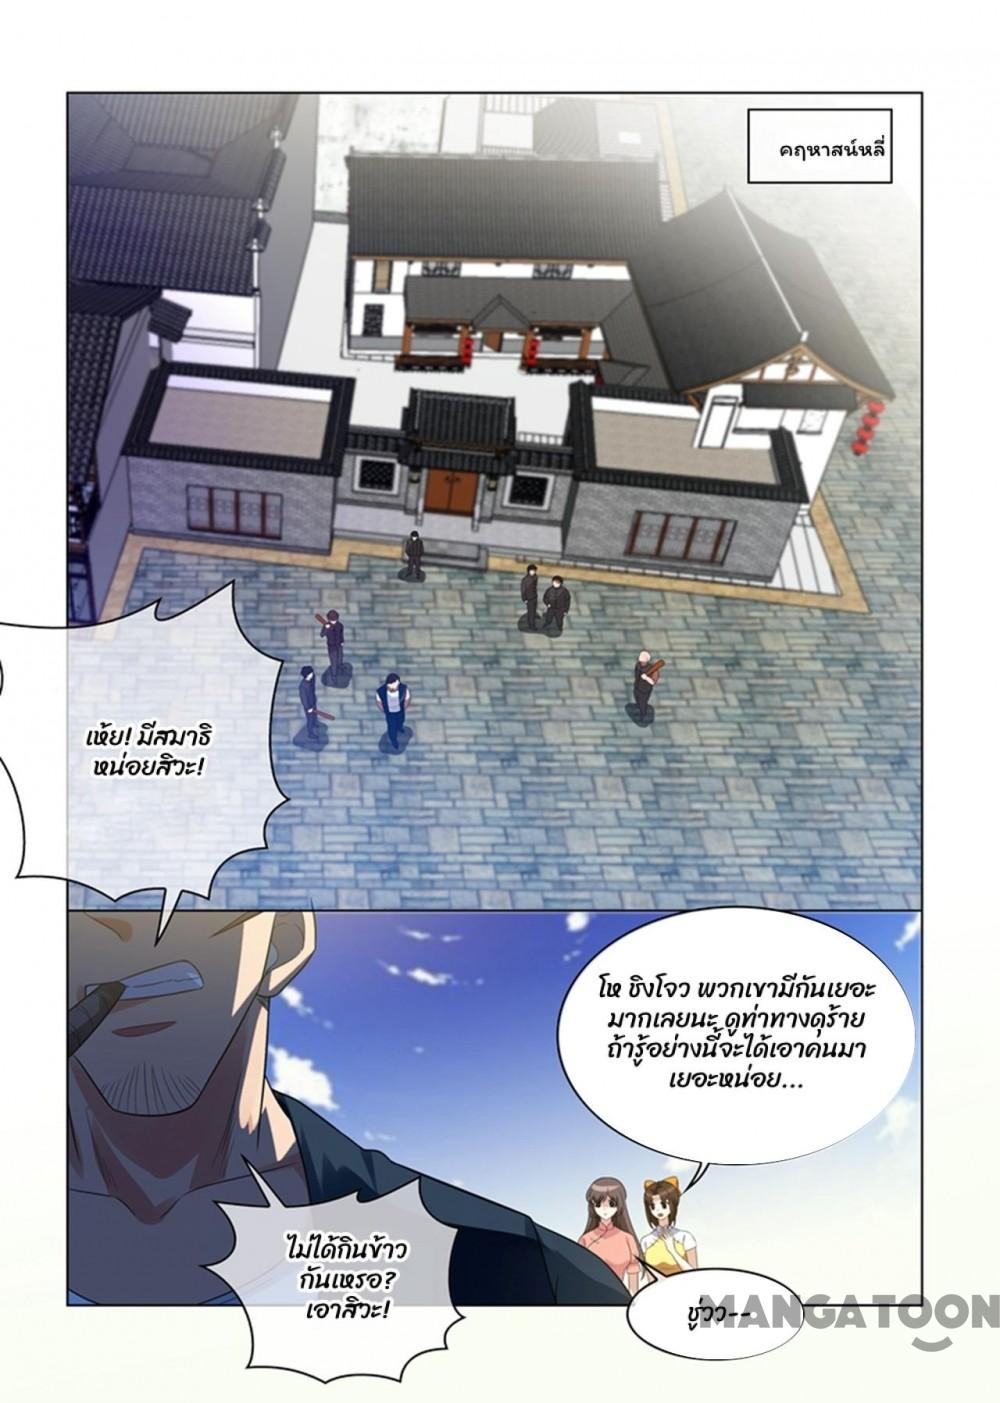 คฤหาสน์หลี่
เห้ย! มีสมาธิ
หน่อยสิวะ!
โห ชิงโจว พวกเขามีกันเยอะ
มากเลยนะ ดูท่าทางดุร้าย
ถ้ารู้อย่างนี้จะได้เอาคนมา
เยอะหน่อย...
ไม่ได้กินข้าว
กันเหรอ?
เอาสิวะ!
ชู่วว--
MANGATOON